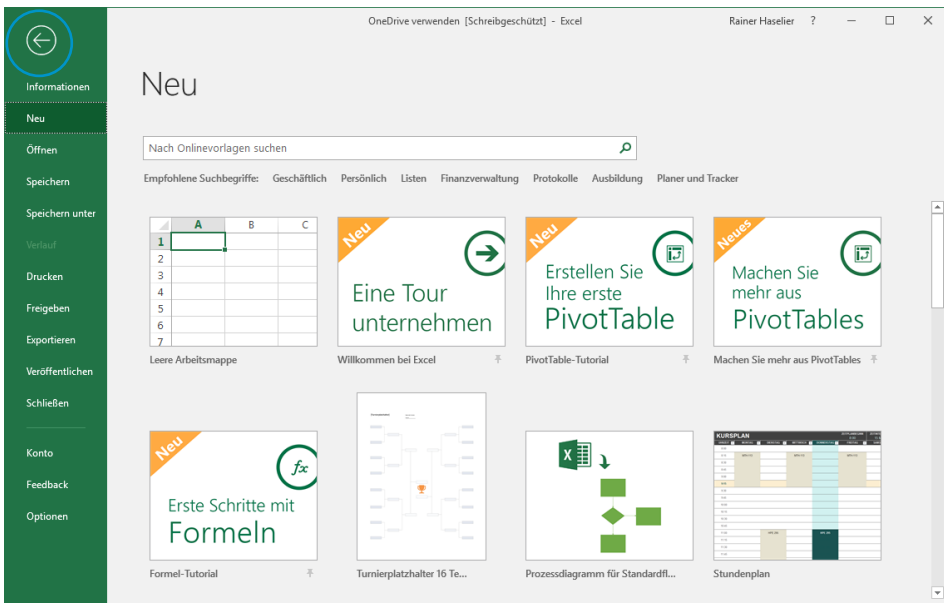 OneDrive verwenden [Schreibgeschützt] - Excel
Rainer Haselier
?
Informationen
Neu
Öffnen
Speichern
Speichern unter
Verlauf
Drucken
Freigeben
Exportieren
Veröffentlichen
Schließen
Konto
Feedback
Optionen
Neu
Nach Onlinevorlagen suchen
Empfohlene Suchbegriffe: Geschäftlich Persönlich Listen Finanzverwaltung Protokolle Ausbildung Planer und Tracker
A B C
1
2
3
4
5
6
7
Leere Arbeitsmappe
Neu
Eine Tour
unternehmen
Willkommen bei Excel
Neu
Erstellen Sie
Ihre erste
PivotTable
PivotTable-Tutorial
Neues
Machen Sie
mehr aus
PivotTables
Machen Sie mehr aus PivotTables
Neu
fx
Erste Schritte mit
Formeln
Formel-Tutorial
Turnierplatzhalter 16 Te...
X
Prozessdiagramm für Standardfl...
KURSPLAN
Stundenplan